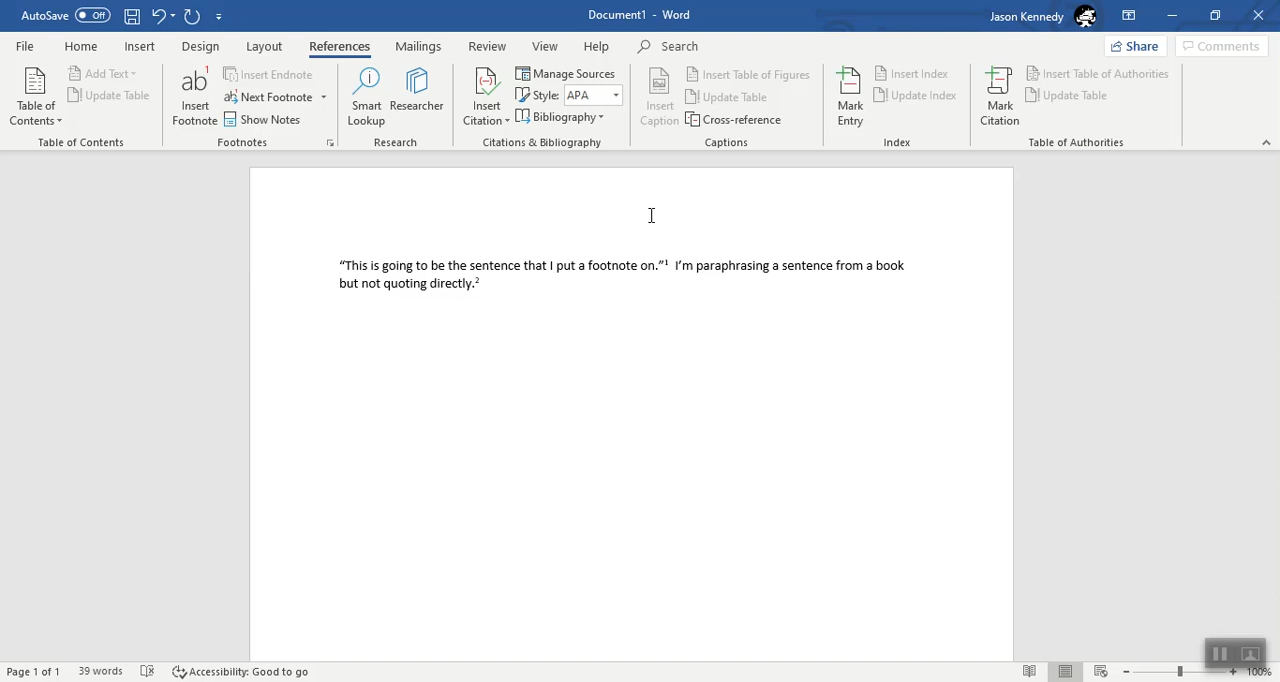 AutoSave Off Document1 - Word Jason Kennedy
File Home Insert Design Layout References Mailings Review View Help Search Share Comments
Table of Contents
Add Text
Update Table
Table of Contents
ab1 Insert Footnote
Insert Endnote
Next Footnote
Show Notes
Footnotes
Smart Lookup
Researcher
Research
Insert Citation
Manage Sources
Style: APA
Bibliography
Citations & Bibliography
Insert Caption
Insert Table of Figures
Update Table
Cross-reference
Captions
Mark Entry
Insert Index
Update Index
Index
Mark Citation
Insert Table of Authorities
Update Table
Table of Authorities
“This is going to be the sentence that I put a footnote on.”1 I’m paraphrasing a sentence from a book
but not quoting directly.2
Page 1 of 1 39 words Accessibility: Good to go 100%